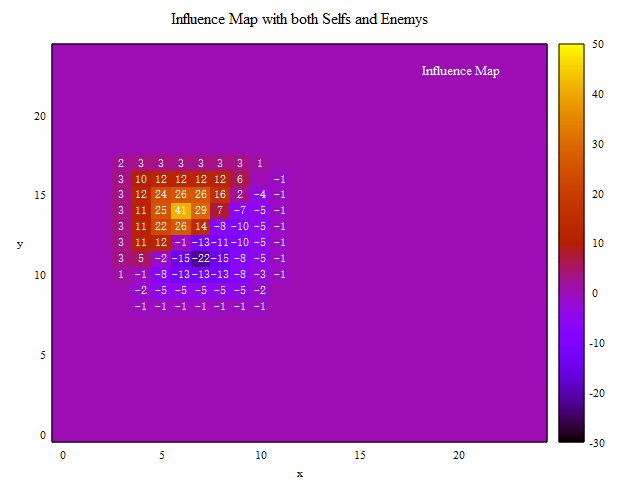 Influence Map with both Selfs and Enemys
50
Influence Map
40
20
30
2 3 3 3 3 3 3 1
3 10 12 12 12 12 6 -1
20
15 3 12 24 26 26 16 2 -4 -1
3 11 25 41 29 7 -7 -5 -1
3 11 22 26 14 -8 -10 -5 -1
y 3 11 12 -1 -13 -11 -10 -5 -1
10
3 5 -2 -15 -22 -15 -8 -5 -1
10 1 -1 -8 -13 -13 -13 -8 -3 -1
0
-2 -5 -5 -5 -5 -5 -2
-1 -1 -1 -1 -1 -1 -1
-10
5
-20
0
-30
0 5 10 15 20
x